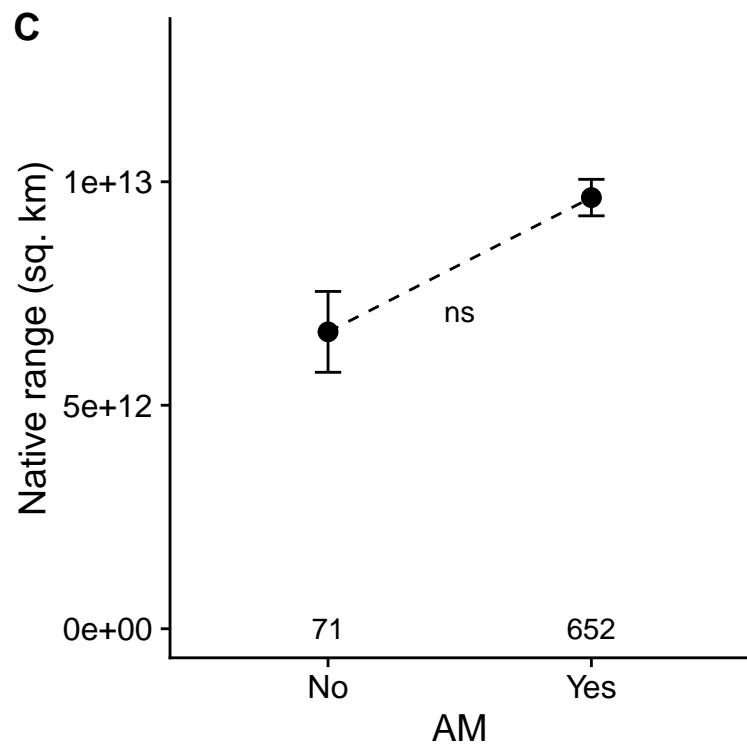 C
Native range (sq. km)
1e+13
5e+12
0e+00
ns
71 652
No Yes
AM